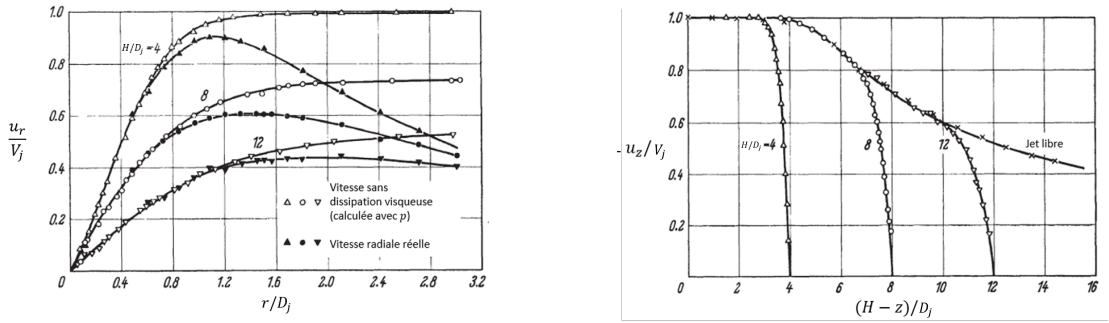 1.0
0.8
0.6
0.4
0.2
0
0.4
0.8
1.2
1.6
2.0
2.4
2.8
3.2
u_r
V_j
r/D_j
H/D_j = 4
8
12
Vitesse sans
dissipation visqueuse
(calculée avec p)
Vitesse radiale réelle
1.0
0.8
0.6
0.4
0.2
0
2
4
6
8
10
12
14
16
- u_z/V_j
(H − z)/D_j
H/D_j = 4
8
12
Jet libre